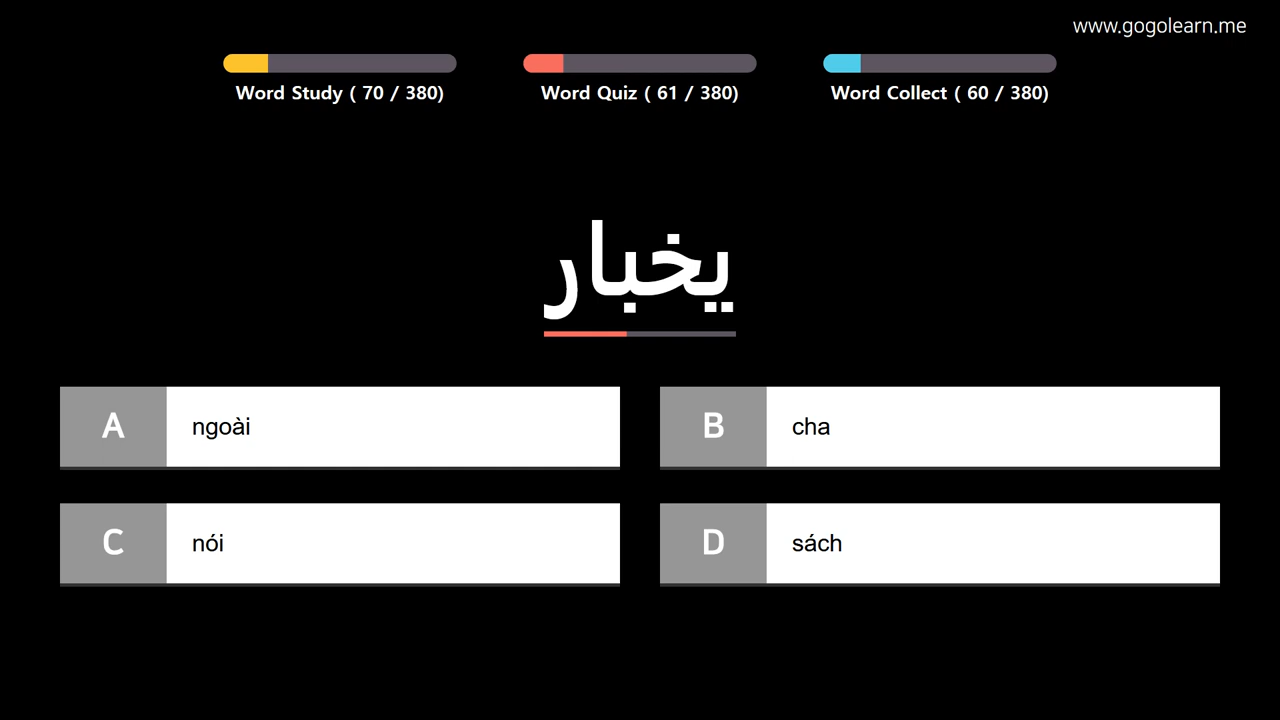 www.gogolearn.me
Word Study ( 70 / 380)
Word Quiz ( 61 / 380)
Word Collect ( 60 / 380)
يخبار
A ngoài
B cha
C nói
D sách